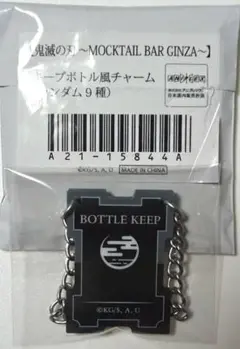 鬼滅の刃 ～MOCKTAIL BAR GINZA～】
ープボトル風チャーム
ンダム9種）
A21-15844A
©KG/S, A, U MADE IN CHINA
BOTTLE KEEP
©KG/S, A, U